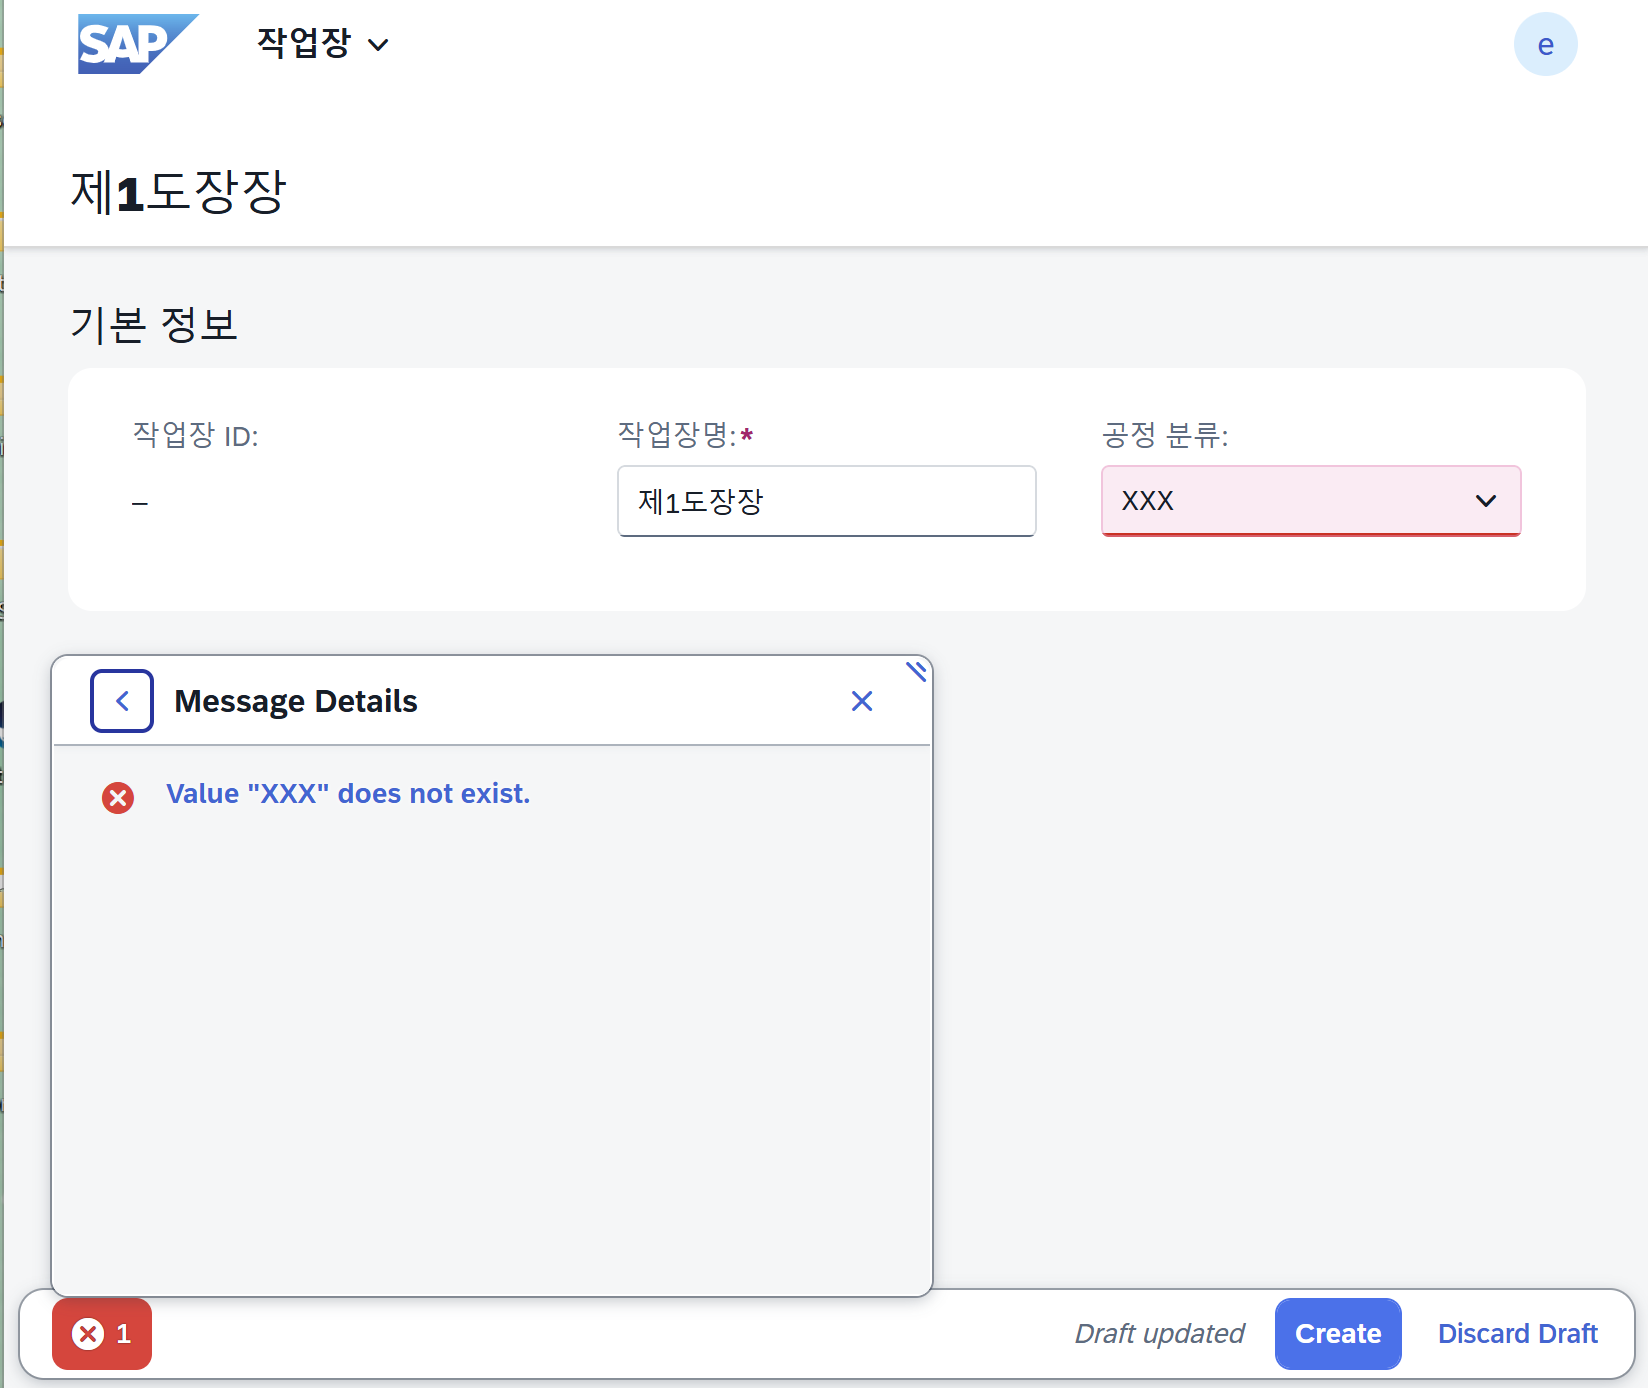 SAP 작업장
e
제1도장장
기본 정보
작업장 ID:
–
작업장명:*
제1도장장
공정 분류:
XXX
Message Details
Value "XXX" does not exist.
1
Draft updated
Create
Discard Draft